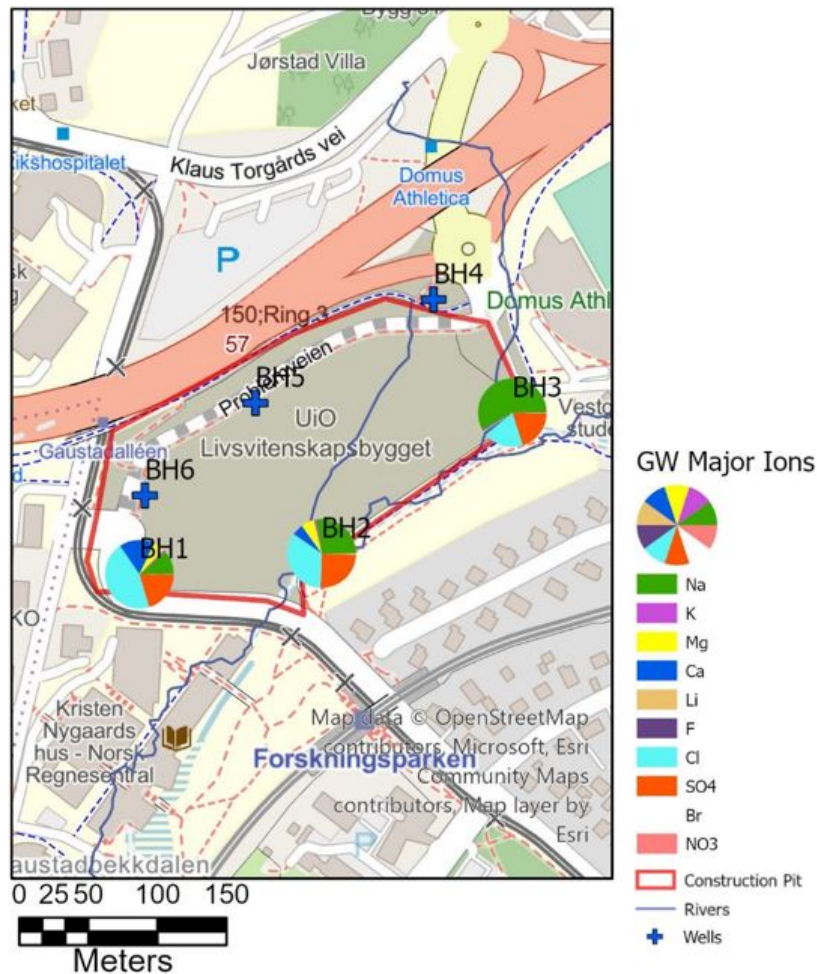 Jørstad Villa
ket
Klaus Torgårds vei
ikshospitalet
Domus
Athletica
P
sk
BH4
Domus Athl
150;Ring 3
57
BH5
BH3
UiO
Livsvitenskapsbygget
Vestg
stude
Gaustadalléen
d
BH6
BH2
BH1
KO
Kristen
Nygaards
hus - Norsk
Regnesentral
Map data © OpenStreetMap
contributors, Microsoft, Esri
Community Maps
contributors, Map layer by
Esri
Forskningsparken
P
austadbekkdalen
0 25 50 100 150
Meters
GW Major Ions
Na
K
Mg
Ca
Li
F
Cl
SO4
Br
NO3
Construction Pit
Rivers
Wells